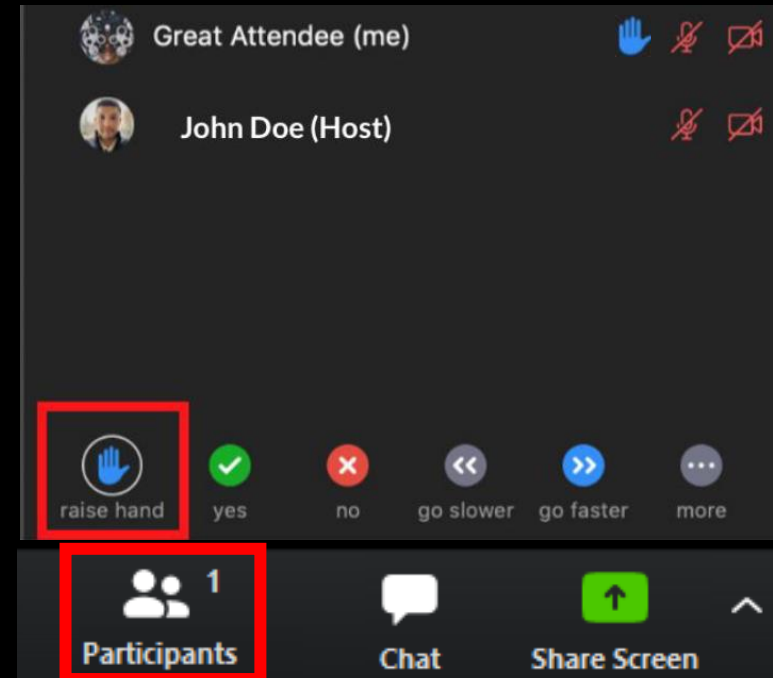 Great Attendee (me)
John Doe (Host)
raise hand yes no go slower go faster more
1
Participants Chat Share Screen